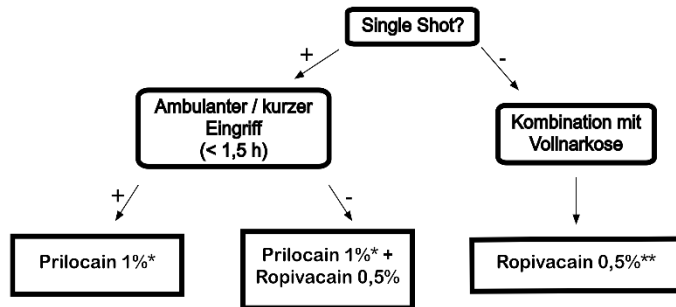 Single Shot?
+
-
Ambulanter / kurzer
Eingriff
(< 1,5 h)
Kombination mit
Vollnarkose
+
-
Prilocain 1%*
Prilocain 1%* +
Ropivacain 0,5%
Ropivacain 0,5%**